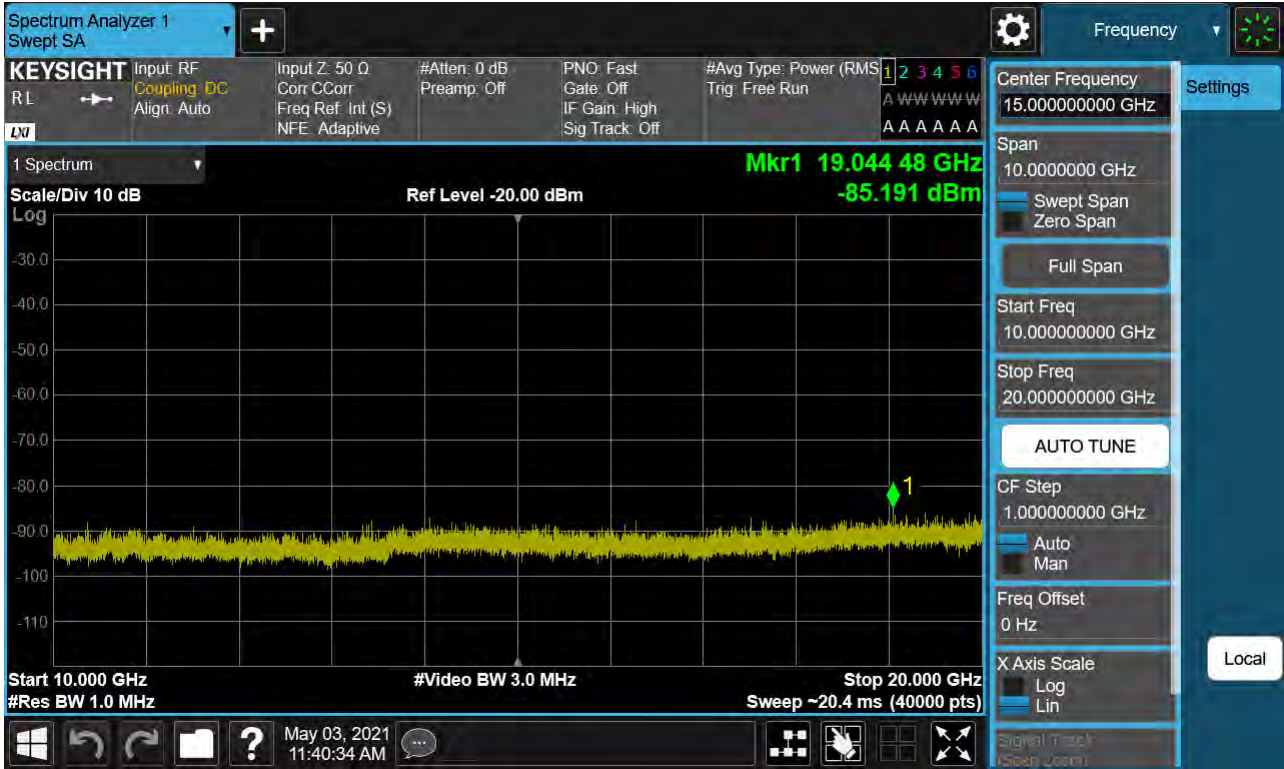 Spectrum Analyzer 1
Swept SA
Frequency
KEYSIGHT
R L
LXI
Input: RF
Coupling: DC
Align: Auto
Input Z: 50 Ω
Corr CCorr
Freq Ref: Int (S)
NFE: Adaptive
#Atten: 0 dB
Preamp: Off
PNO: Fast
Gate: Off
IF Gain: High
Sig Track: Off
#Avg Type: Power (RMS
Trig: Free Run
1 2 3 4 5 6
A W W W W W
A A A A A A
1 Spectrum
Scale/Div 10 dB
Ref Level -20.00 dBm
Mkr1 19.044 48 GHz
-85.191 dBm
Log
-30.0
-40.0
-50.0
-60.0
-70.0
-80.0
-90.0
-100
-110
1
Start 10.000 GHz
#Video BW 3.0 MHz
Stop 20.000 GHz
#Res BW 1.0 MHz
Sweep ~20.4 ms (40000 pts)
Center Frequency
15.000000000 GHz
Settings
Span
10.0000000 GHz
Swept Span
Zero Span
Full Span
Start Freq
10.000000000 GHz
Stop Freq
20.000000000 GHz
AUTO TUNE
CF Step
1.000000000 GHz
Auto
Man
Freq Offset
0 Hz
X Axis Scale
Log
Lin
Local
Signal Track
(Span Zoom)
?
May 03, 2021
11:40:34 AM